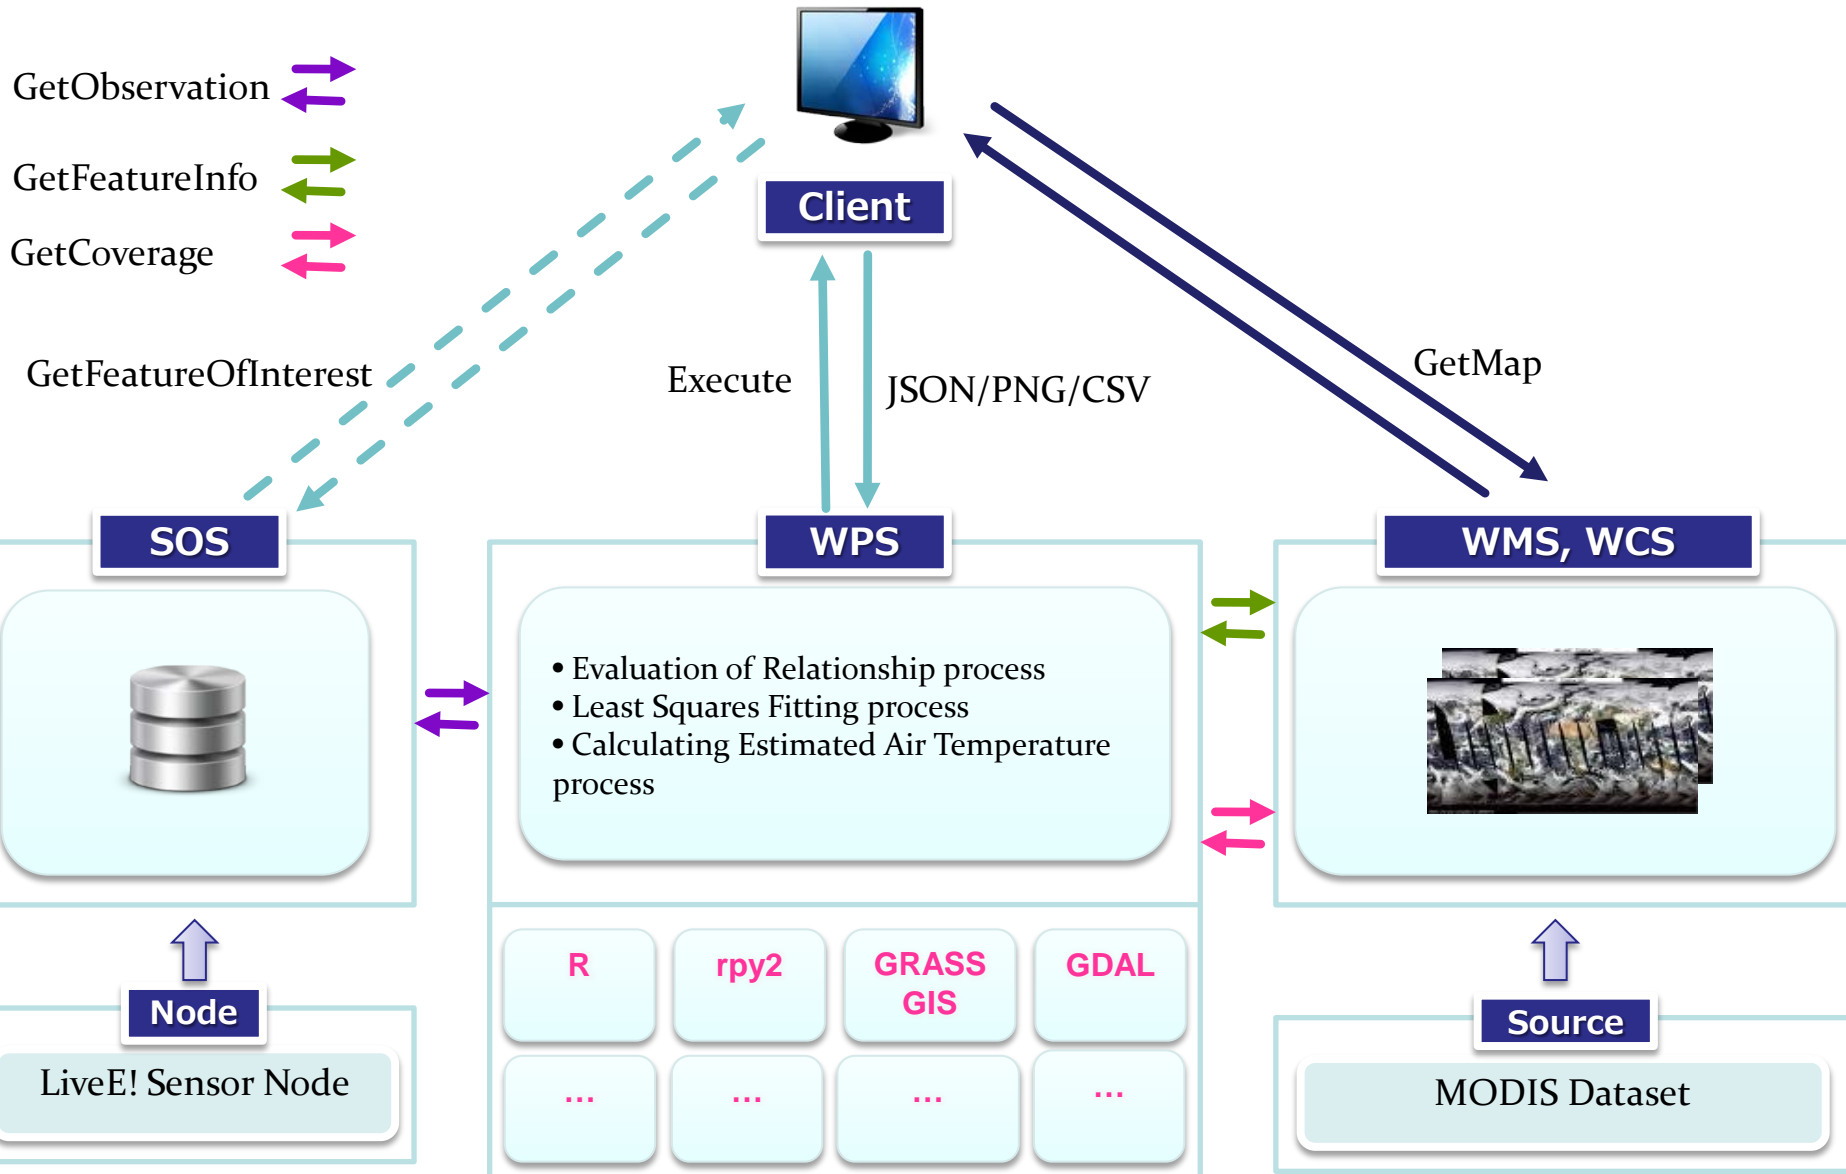 GetObservation
GetFeatureInfo
GetCoverage
Client
GetFeatureOfInterest
Execute
JSON/PNG/CSV
GetMap
SOS
WPS
WMS, WCS
• Evaluation of Relationship process
• Least Squares Fitting process
• Calculating Estimated Air Temperature
process
R
rpy2
GRASS
GIS
GDAL
...
...
...
...
Node
LiveE! Sensor Node
Source
MODIS Dataset